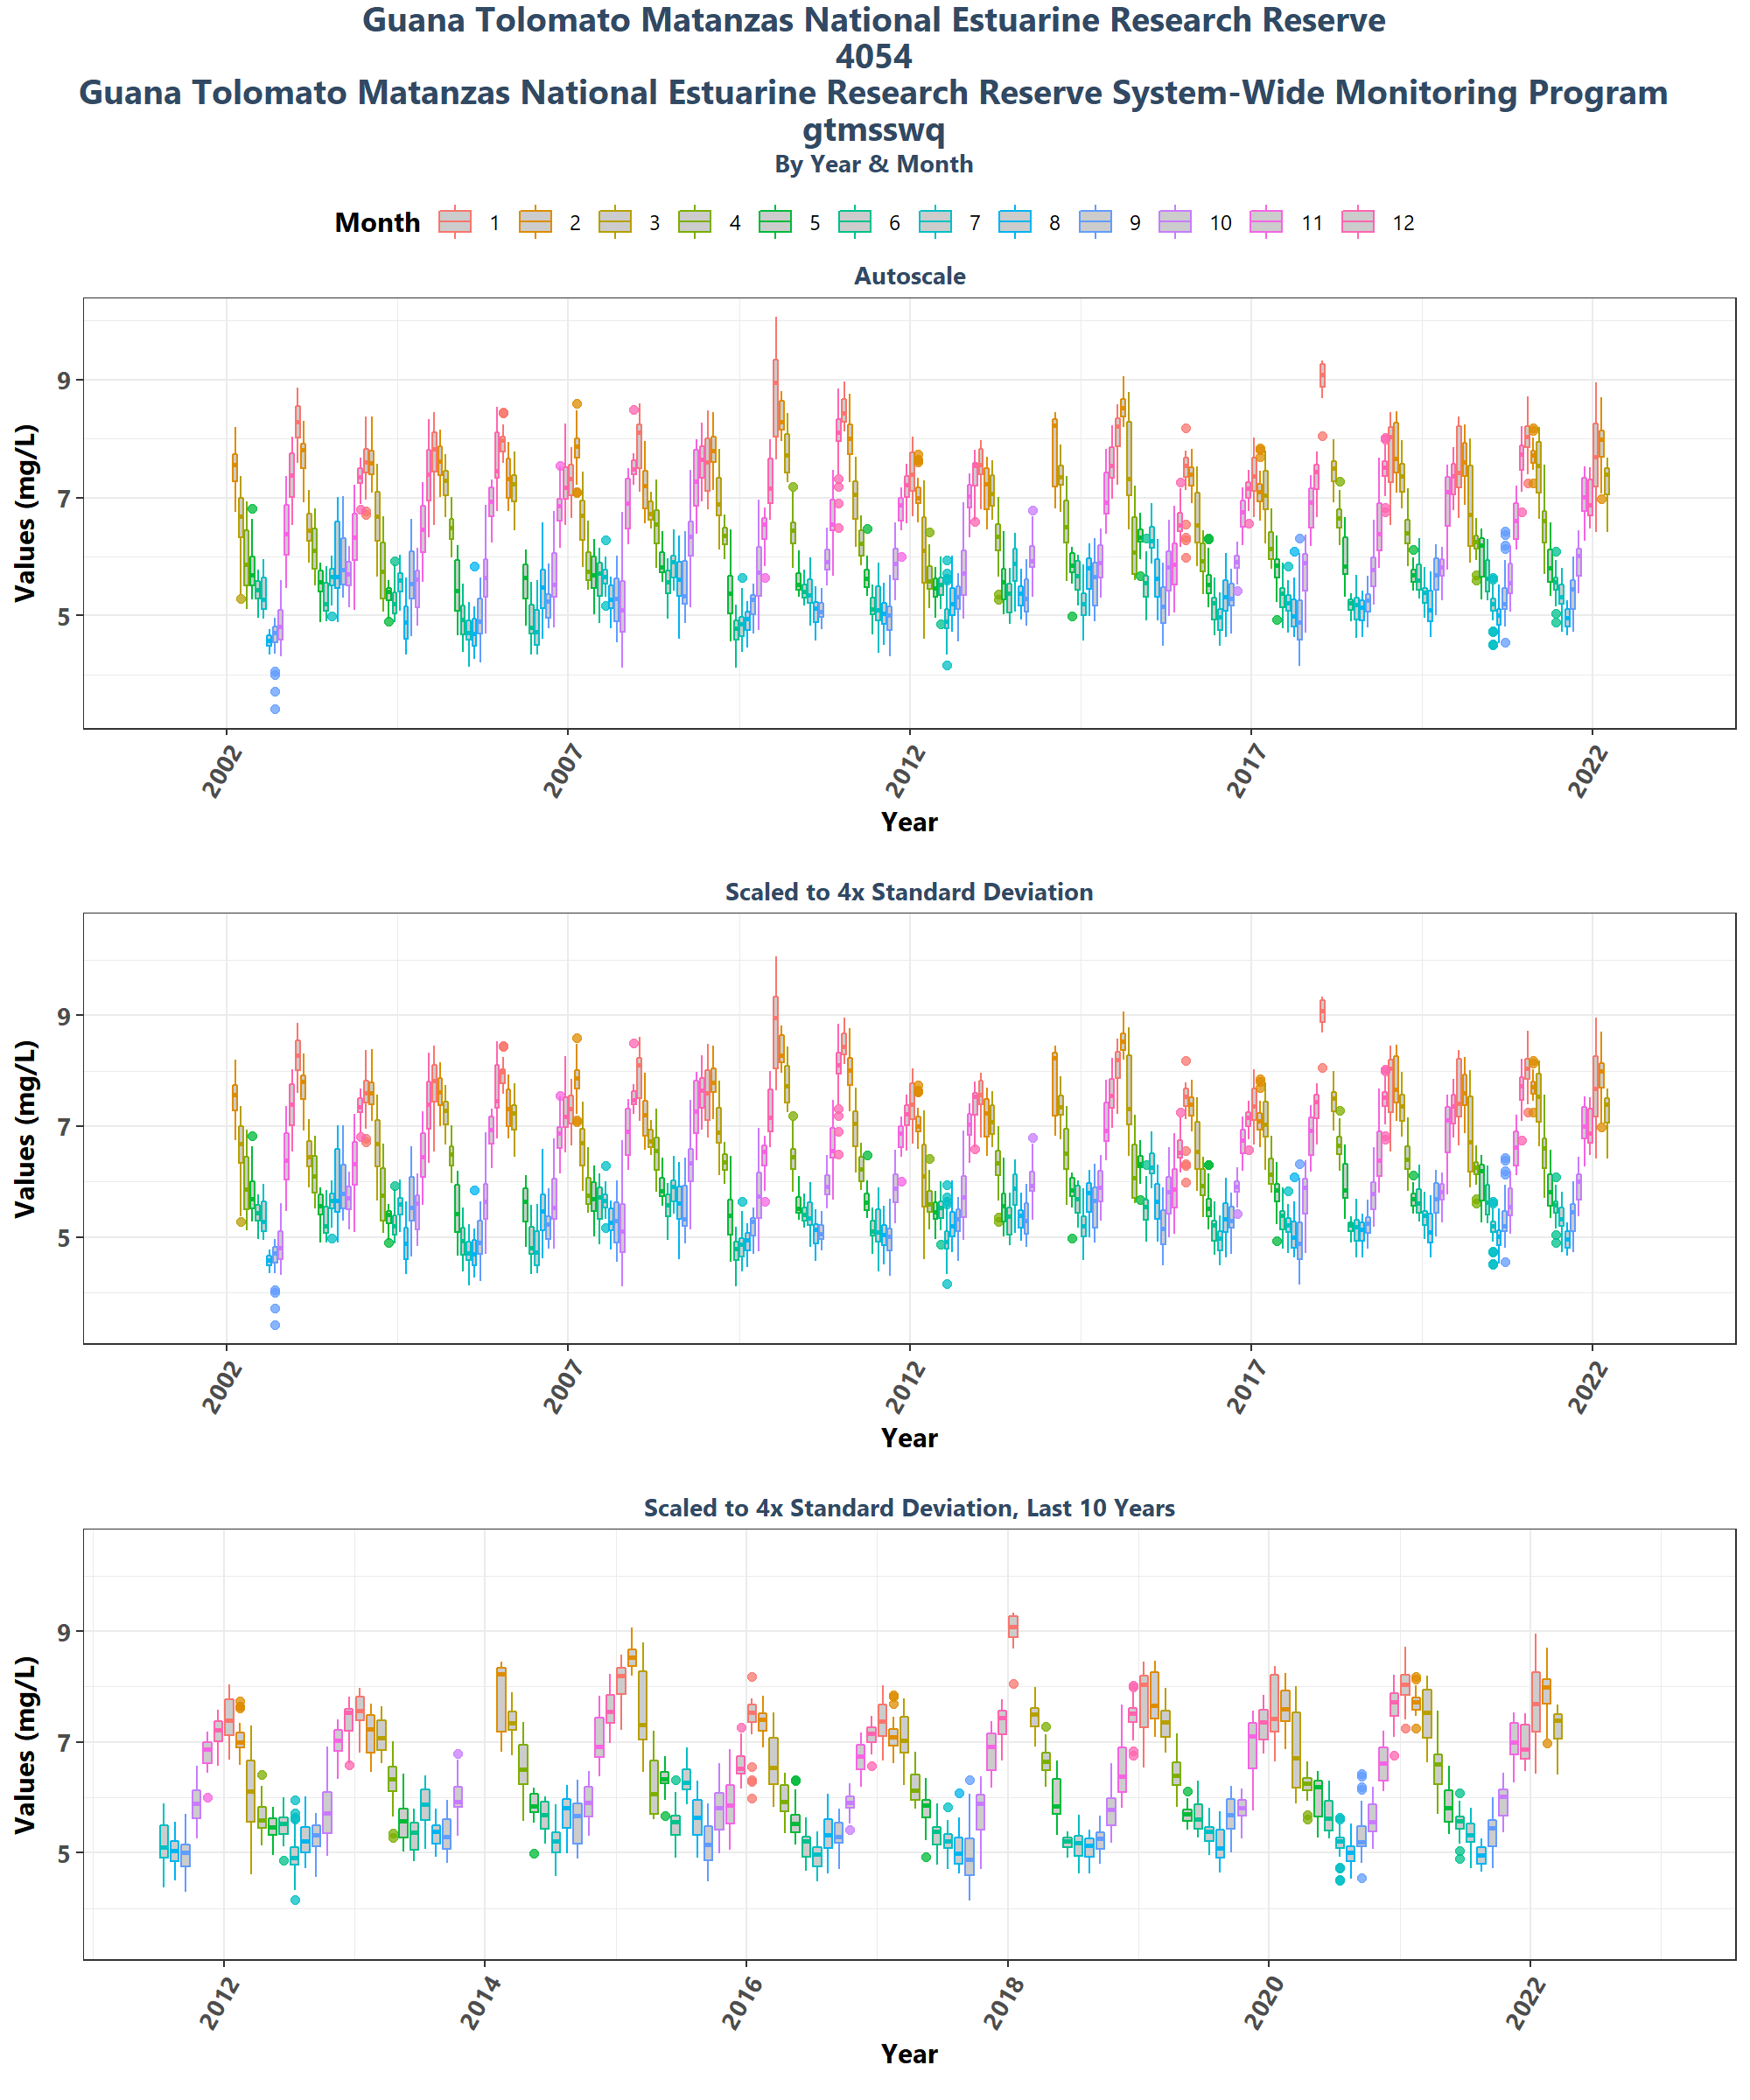 Guana Tolomato Matanzas National Estuarine Research Reserve
4054
Guana Tolomato Matanzas National Estuarine Research Reserve System-Wide Monitoring Program
gtmsswq
By Year & Month
Month 1 2 3 4 5 6 7 8 9 10 11 12
Autoscale
Values (mg/L)
9
7
5
2002 2007 2012 2017 2022
Year
Scaled to 4x Standard Deviation
Values (mg/L)
9
7
5
2002 2007 2012 2017 2022
Year
Scaled to 4x Standard Deviation, Last 10 Years
Values (mg/L)
9
7
5
2012 2014 2016 2018 2020 2022
Year